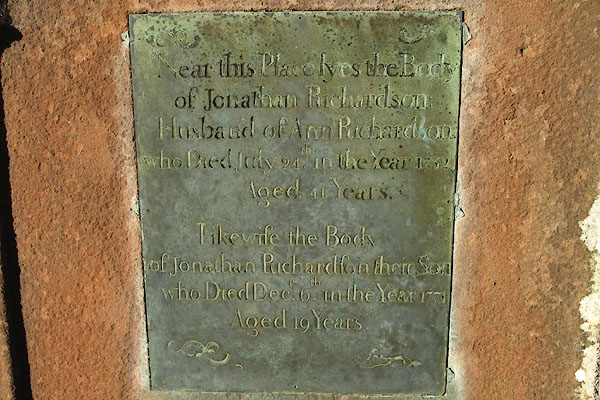 Near this Place lyes the Body
of Jonathan Richardson
Husband of Ann Richardson
who Died July 24th in the Year
Aged 41 Years.
Likewiſe the Body
of Jonathan Richardſon their Son
who Died Decr. 6th in the Year
Aged 19 Years